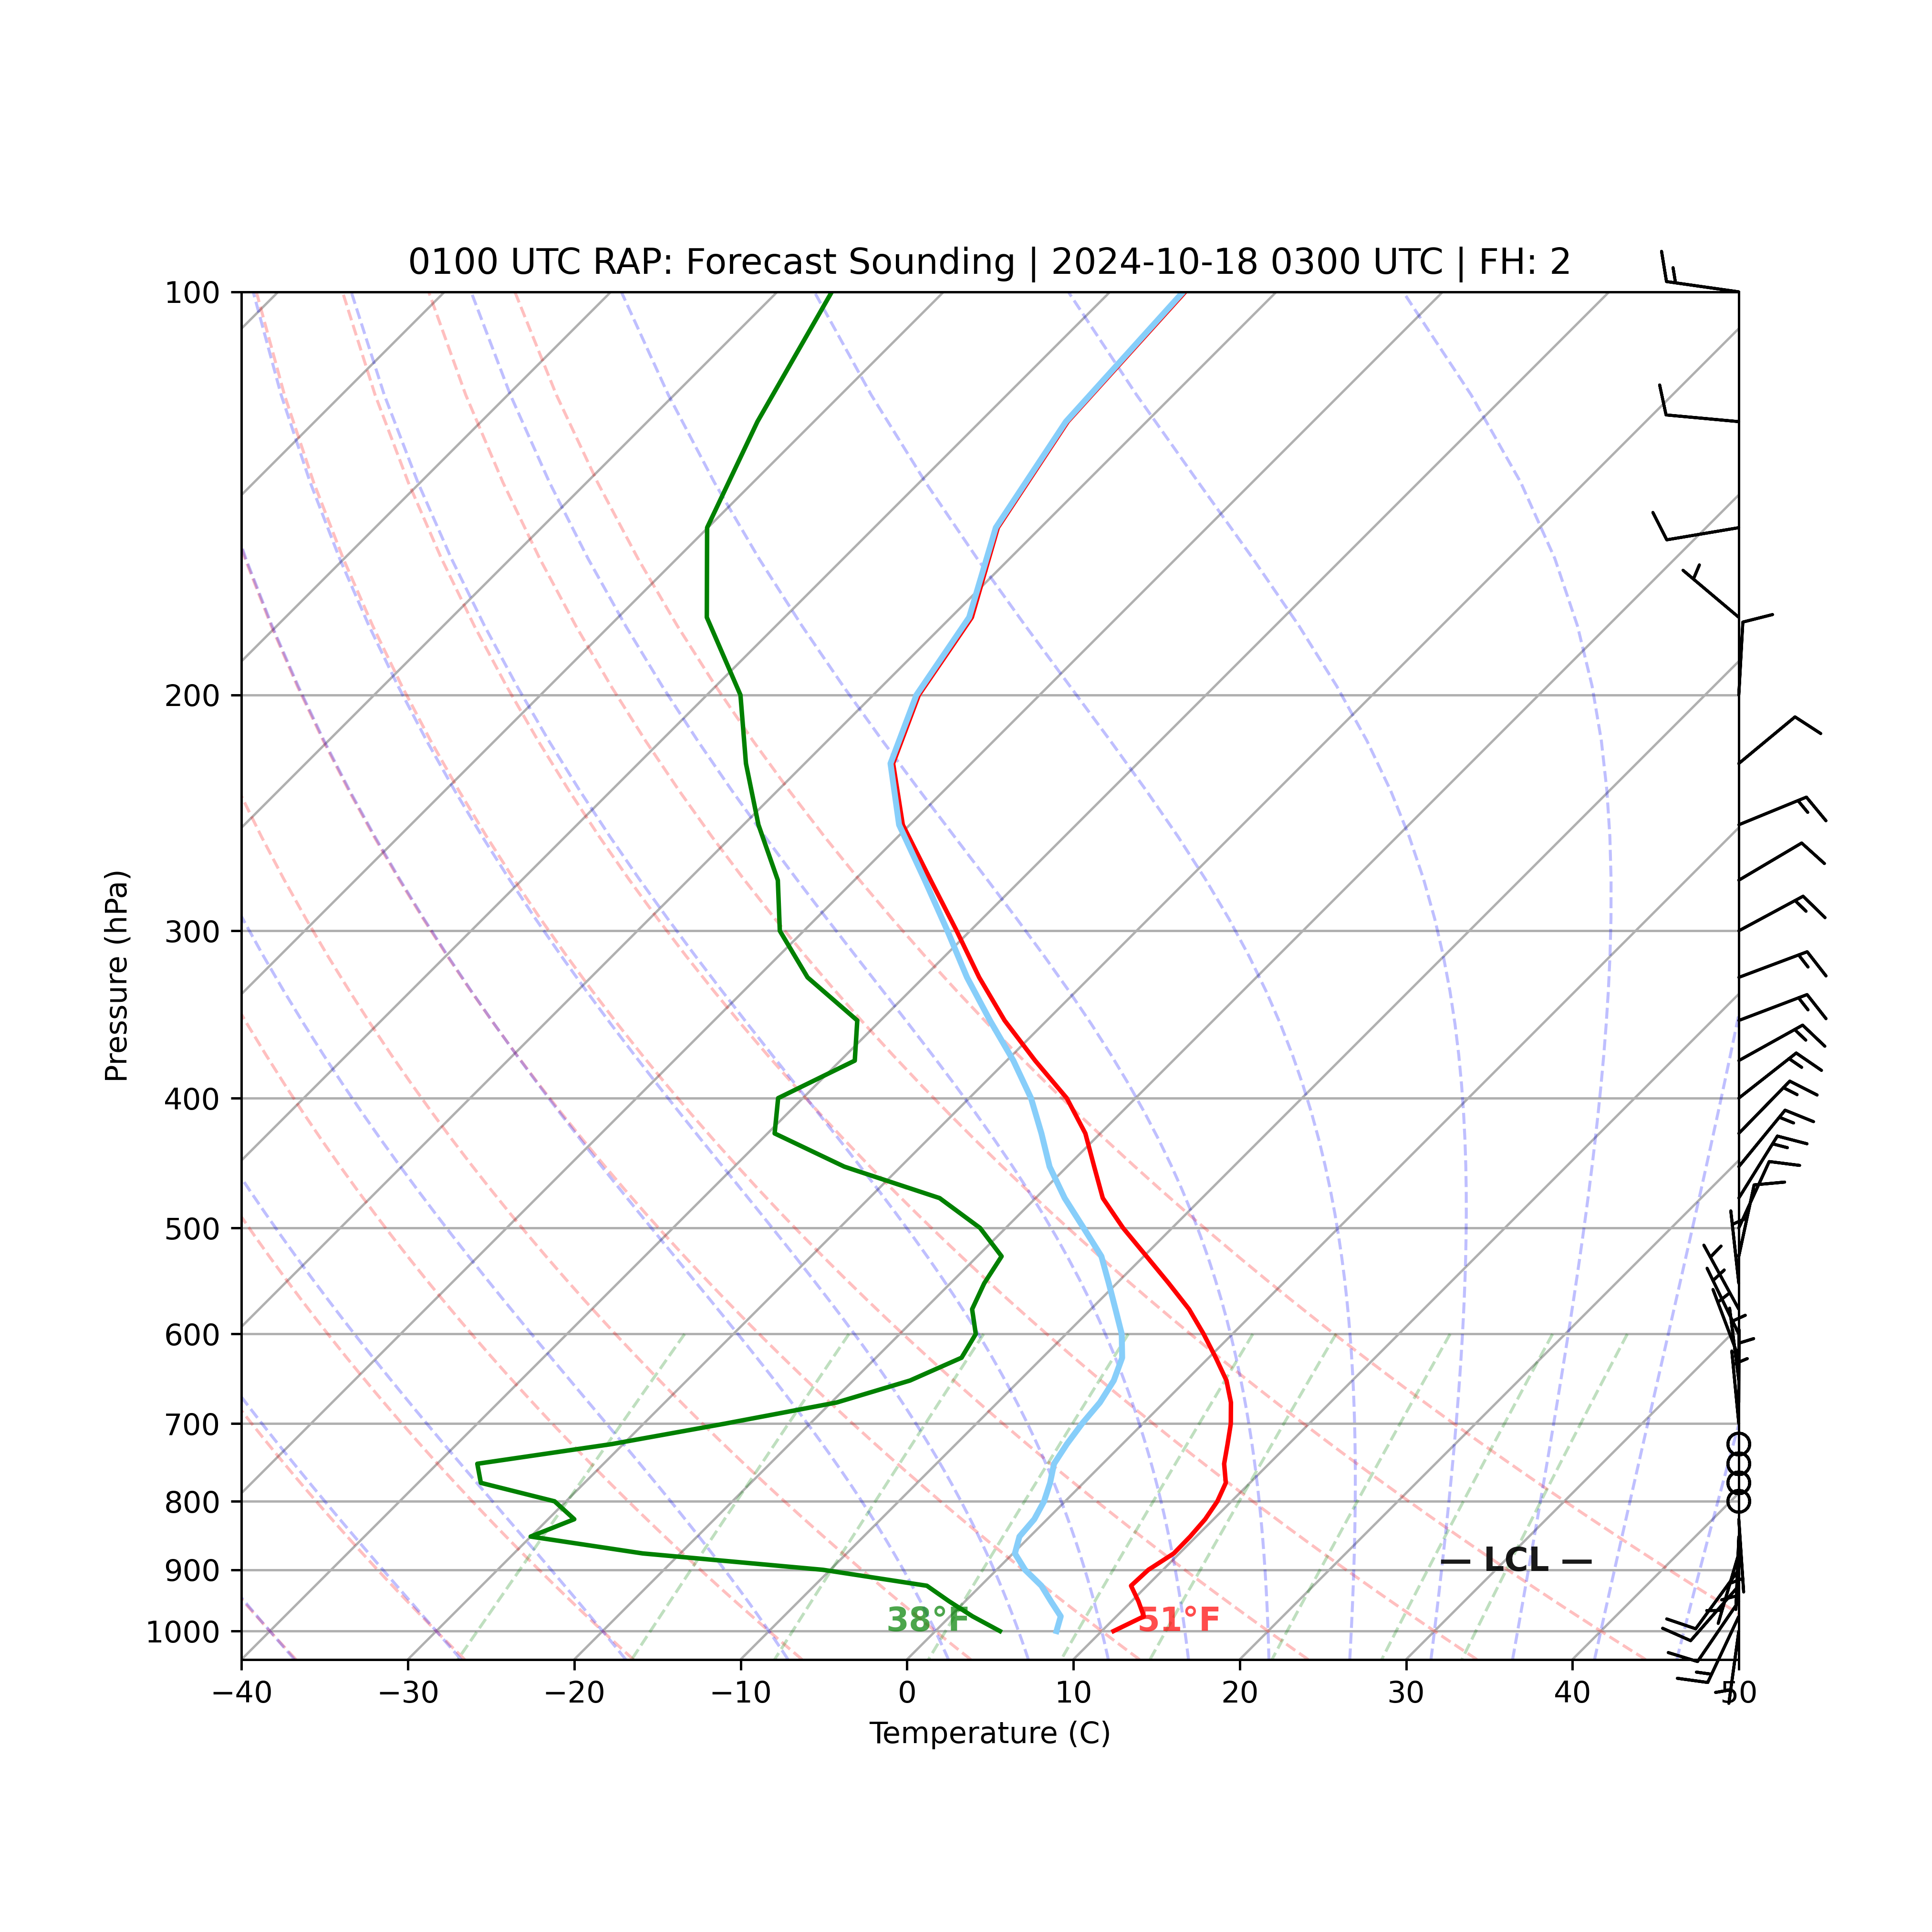 0100 UTC RAP: Forecast Sounding | 2024-10-18 0300 UTC | FH: 2
100
200
300
400
500
600
700
800
900
1000
Pressure (hPa)
— LCL —
38°F
51°F
−40 −30 −20 −10 0 10 20 30 40 50
Temperature (C)